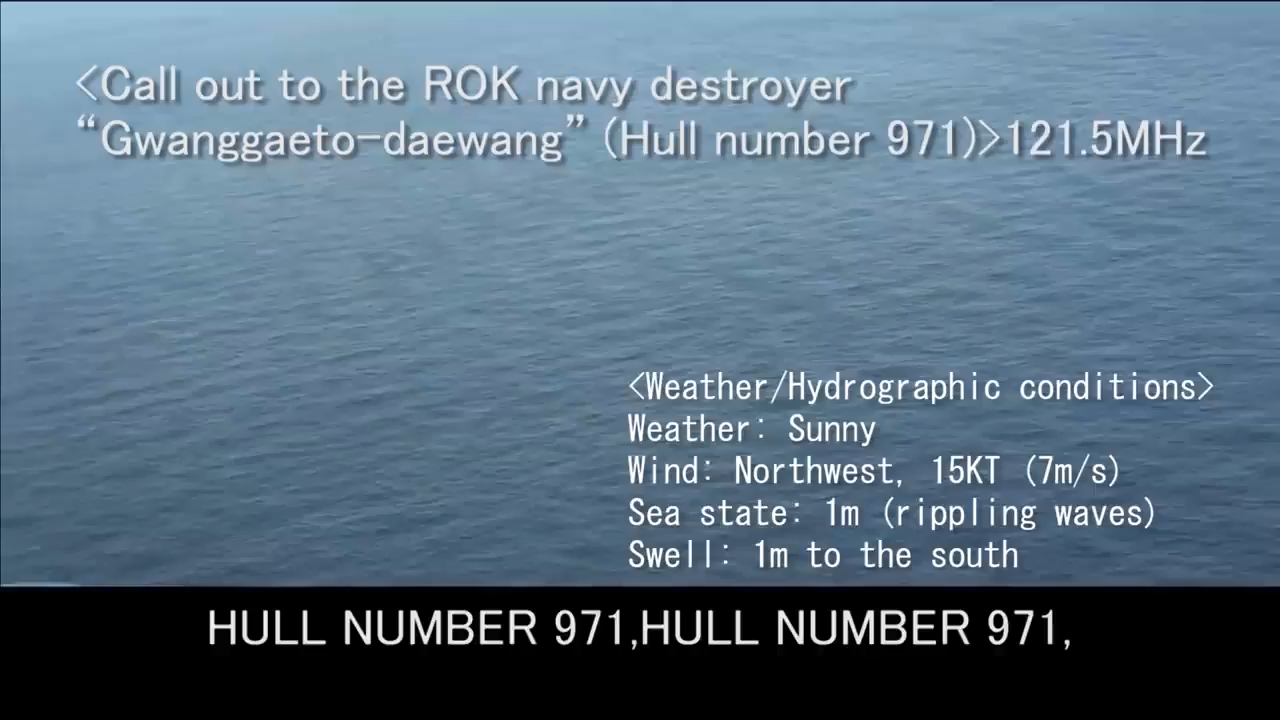 <Call out to the ROK navy destroyer
“Gwanggaeto-daewang” (Hull number 971)>121.5MHz
<Weather/Hydrographic conditions>
Weather: Sunny
Wind: Northwest, 15KT (7m/s)
Sea state: 1m (rippling waves)
Swell: 1m to the south
HULL NUMBER 971,HULL NUMBER 971,